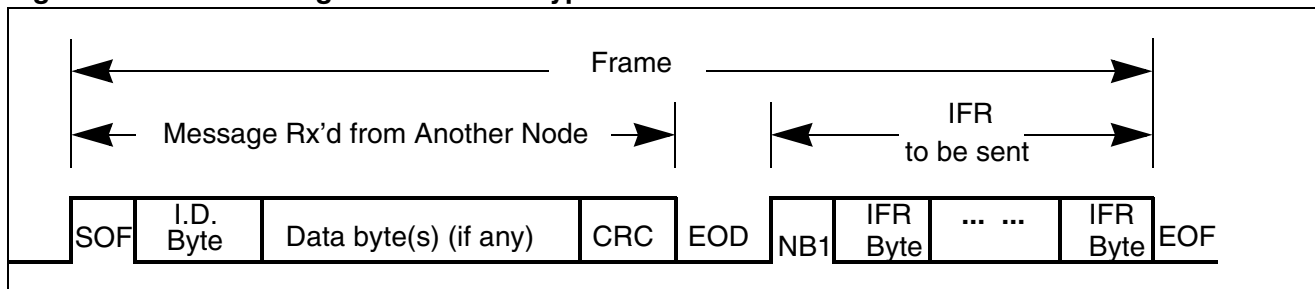 Frame
Message Rx'd from Another Node
IFR
to be sent
SOF
I.D.
Byte
Data byte(s) (if any)
CRC
EOD
NB1
IFR
Byte
... ...
IFR
Byte
EOF